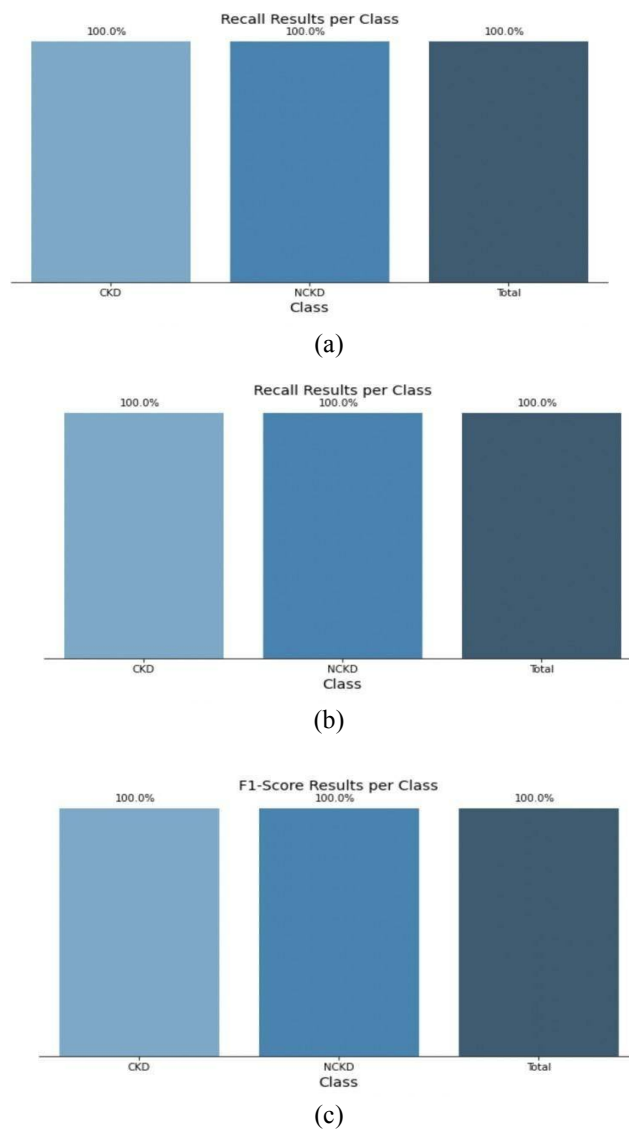 Recall Results per Class
100.0% 100.0% 100.0%
CKD NCKD Total
Class
(a)
Recall Results per Class
100.0% 100.0% 100.0%
CKD NCKD Total
Class
(b)
F1-Score Results per Class
100.0% 100.0% 100.0%
CKD NCKD Total
Class
(c)